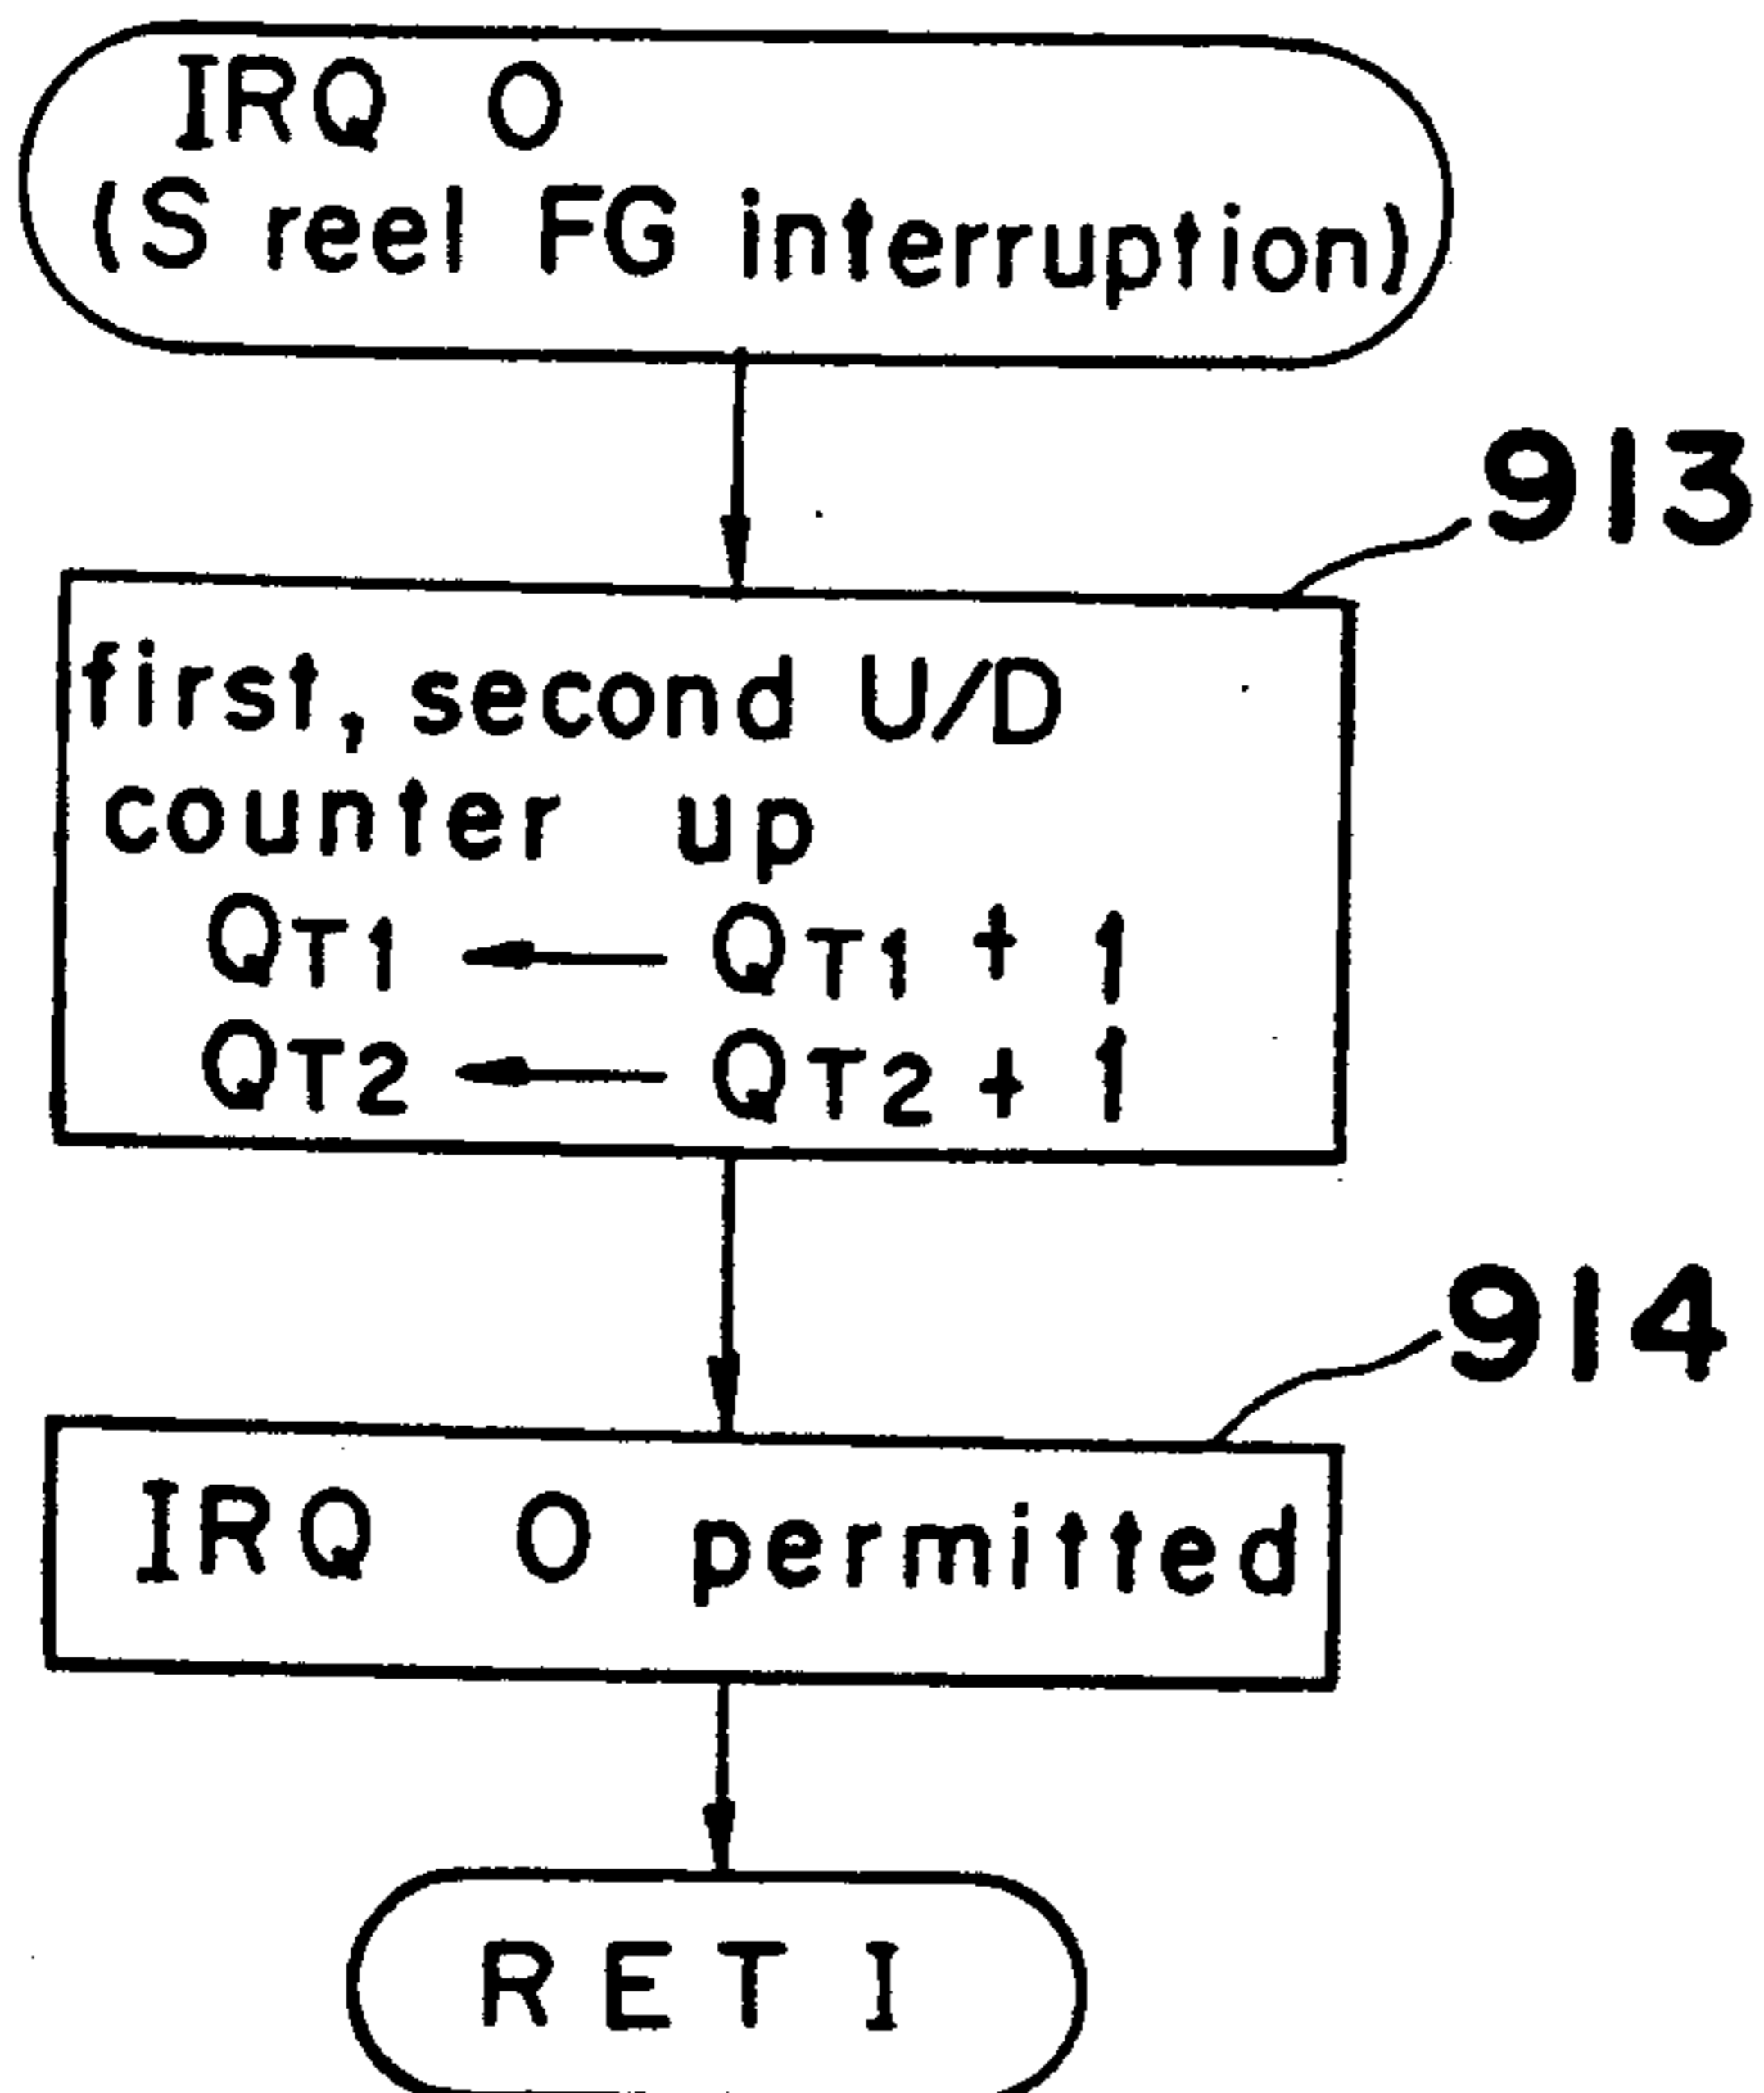 IRQ 0
(S reel FG interruption)
913
first, second U/D
counter up
QT1 ← QT1 + 1
QT2 ← QT2 + 1
914
IRQ 0 permitted
RETI